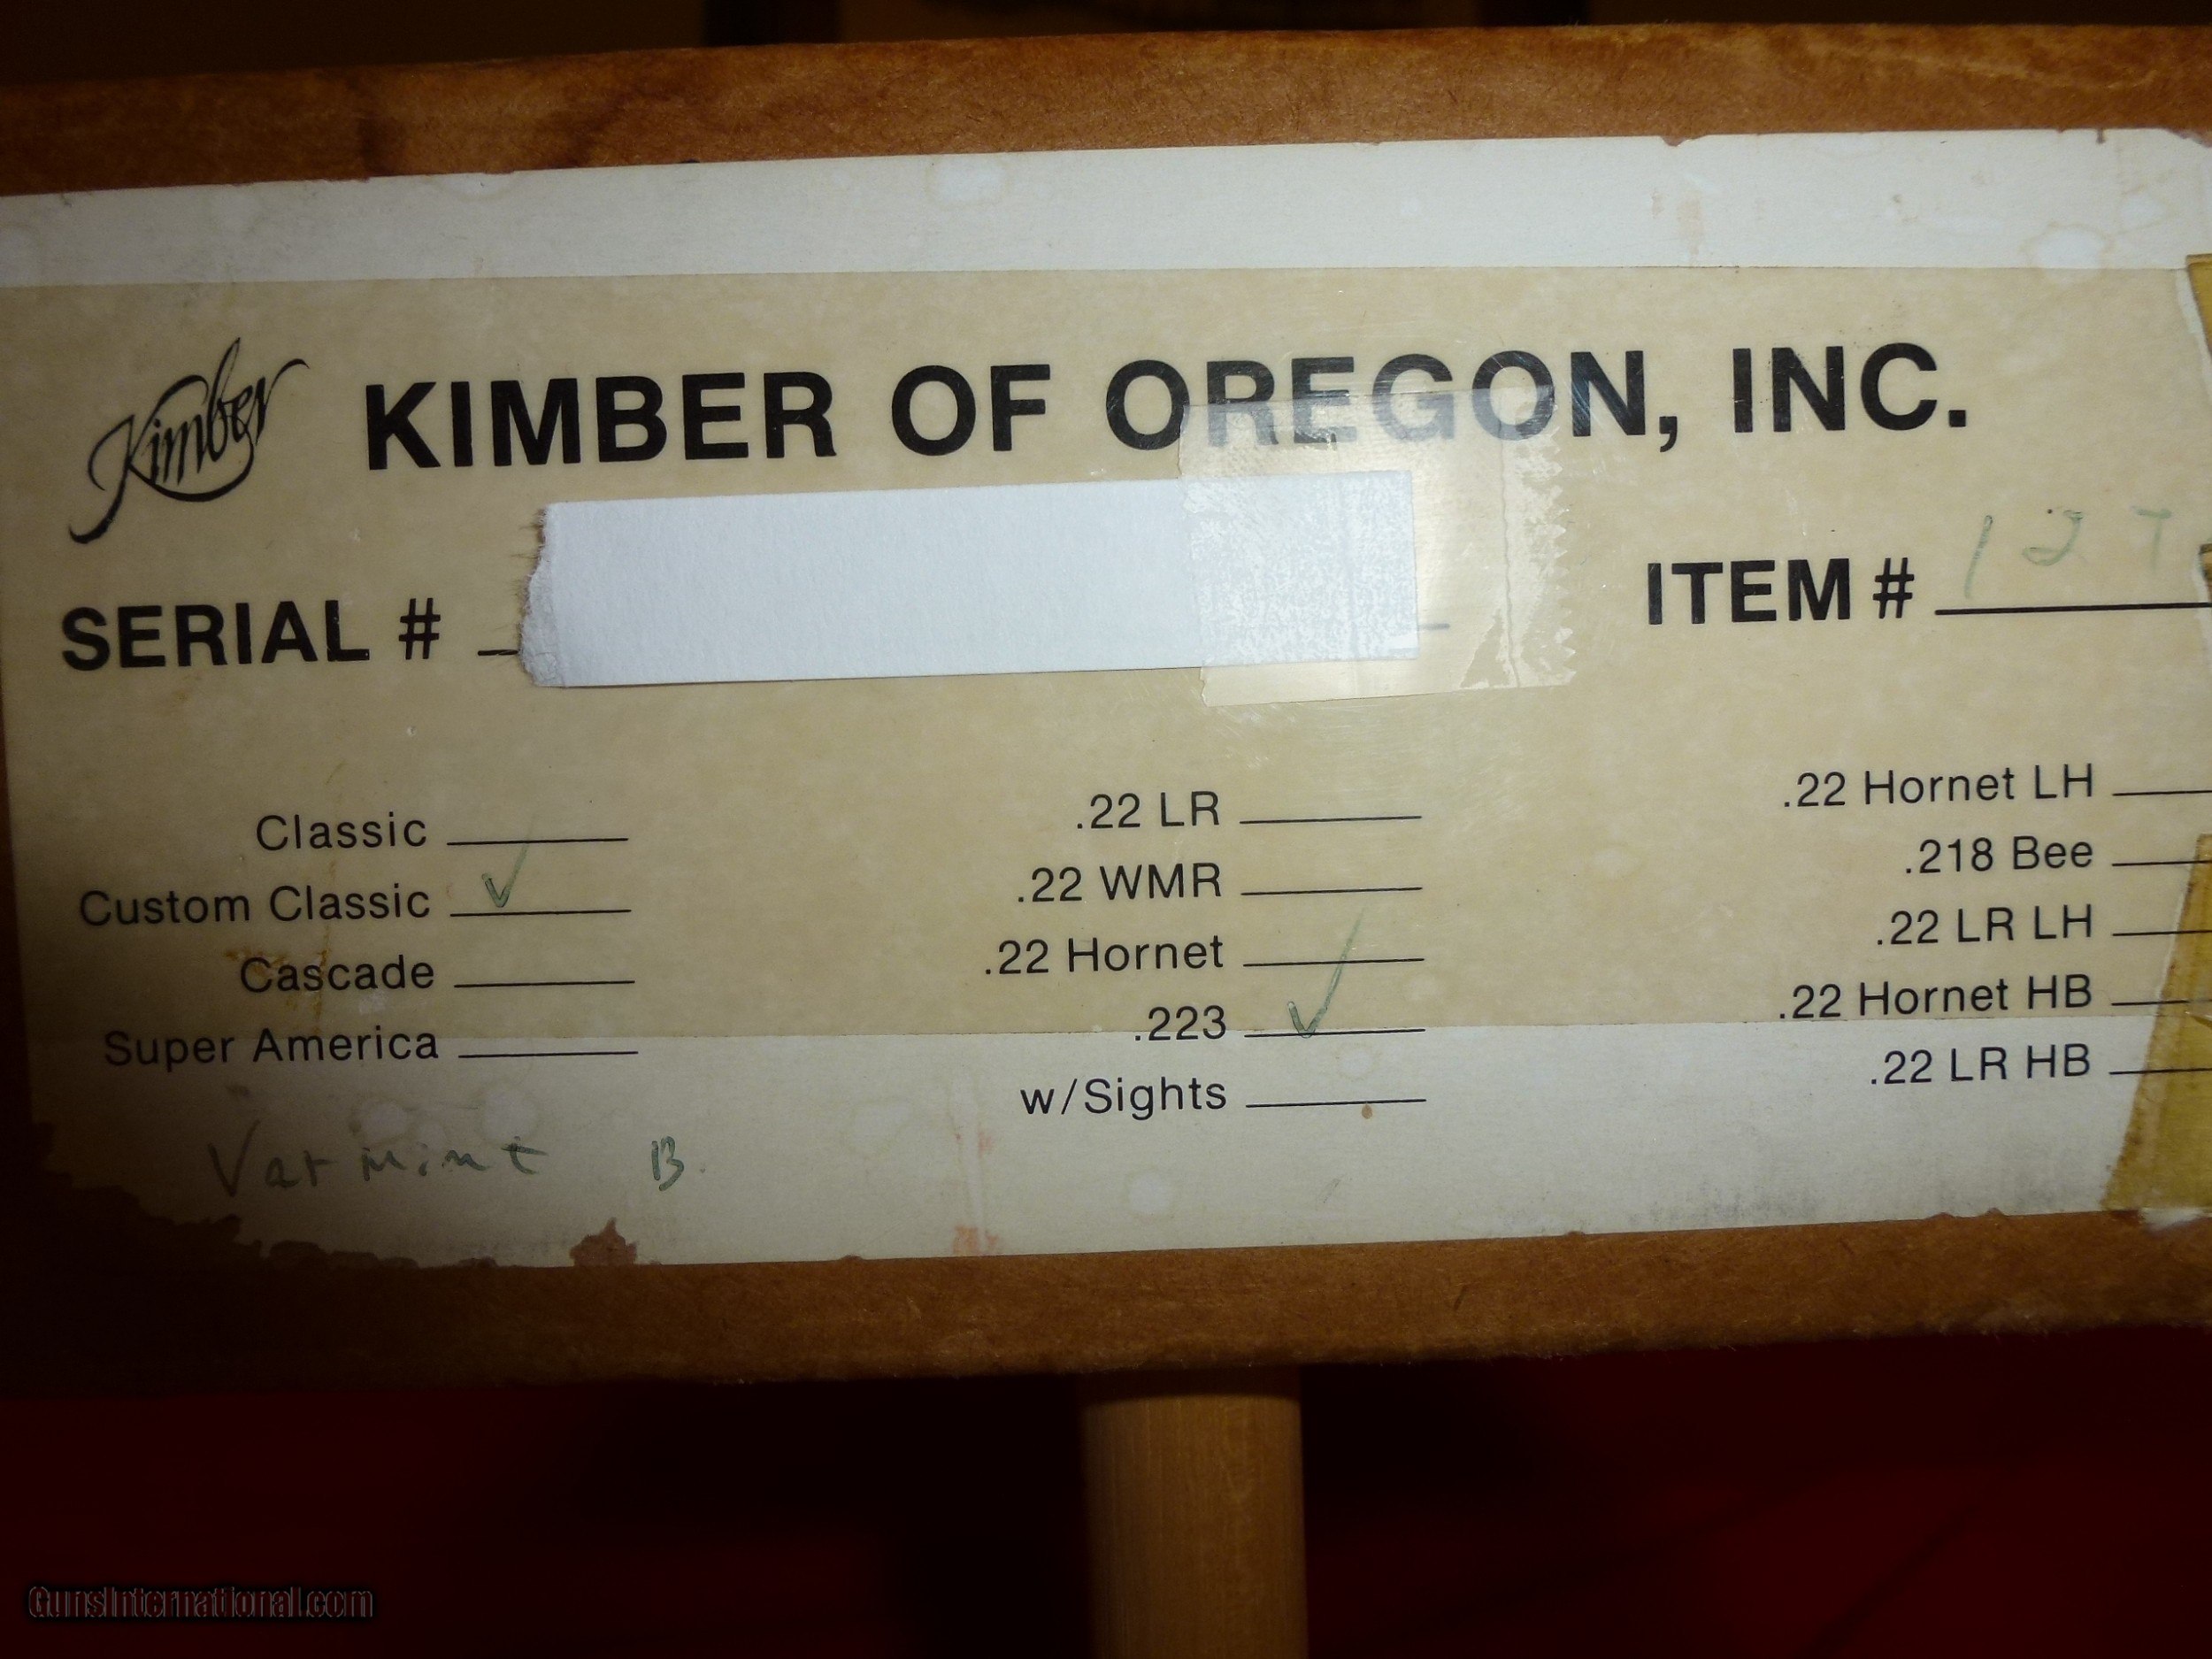 Kimber KIMBER OF OREGON, INC.
SERIAL # ITEM # 127
Classic .22 LR .22 Hornet LH
Custom Classic ✓ .22 WMR .218 Bee
Cascade .22 Hornet .22 LR LH
Super America .223 ✓ .22 Hornet HB
w/Sights .22 LR HB
Varmint B.
GunsInternational.com